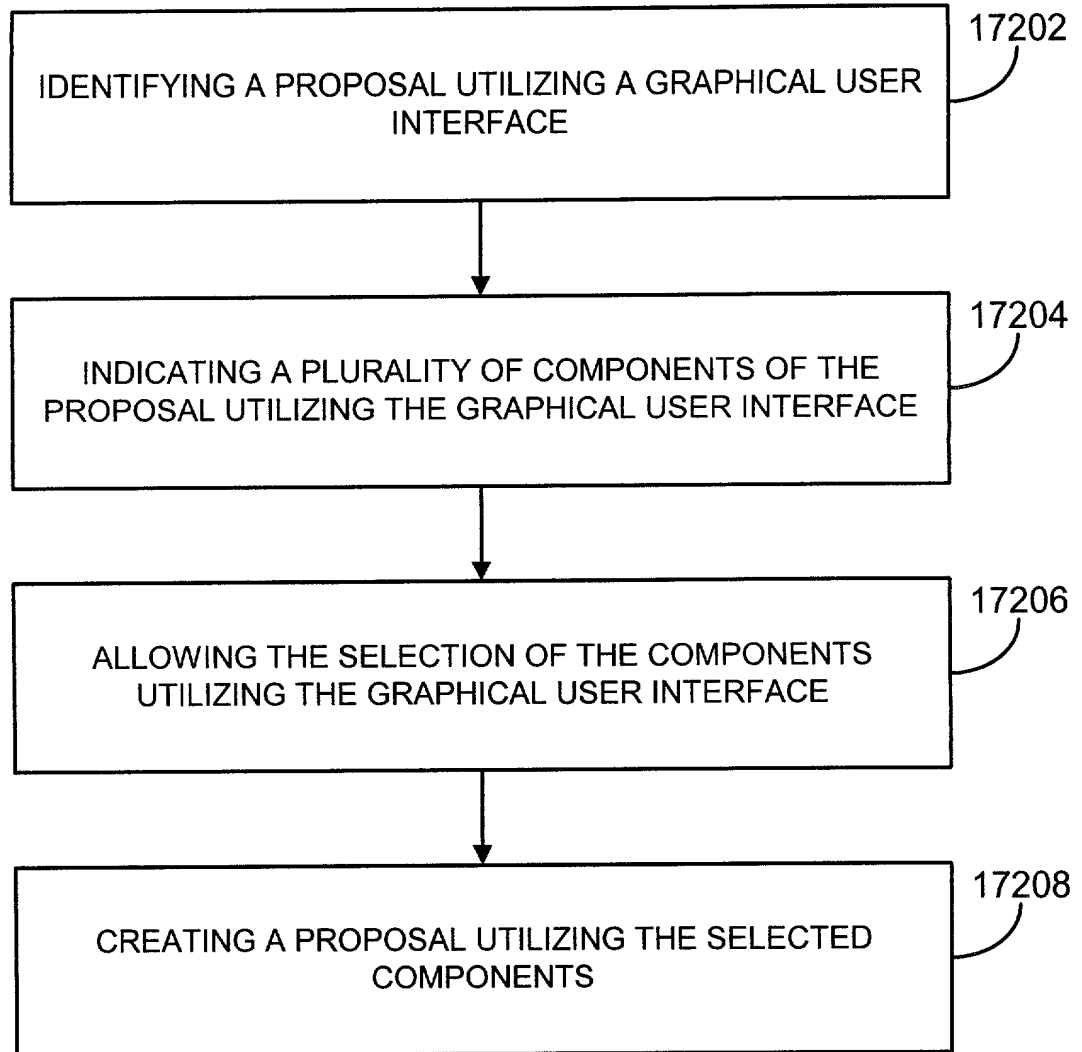 17202
IDENTIFYING A PROPOSAL UTILIZING A GRAPHICAL USER
INTERFACE
17204
INDICATING A PLURALITY OF COMPONENTS OF THE
PROPOSAL UTILIZING THE GRAPHICAL USER INTERFACE
17206
ALLOWING THE SELECTION OF THE COMPONENTS
UTILIZING THE GRAPHICAL USER INTERFACE
17208
CREATING A PROPOSAL UTILIZING THE SELECTED
COMPONENTS